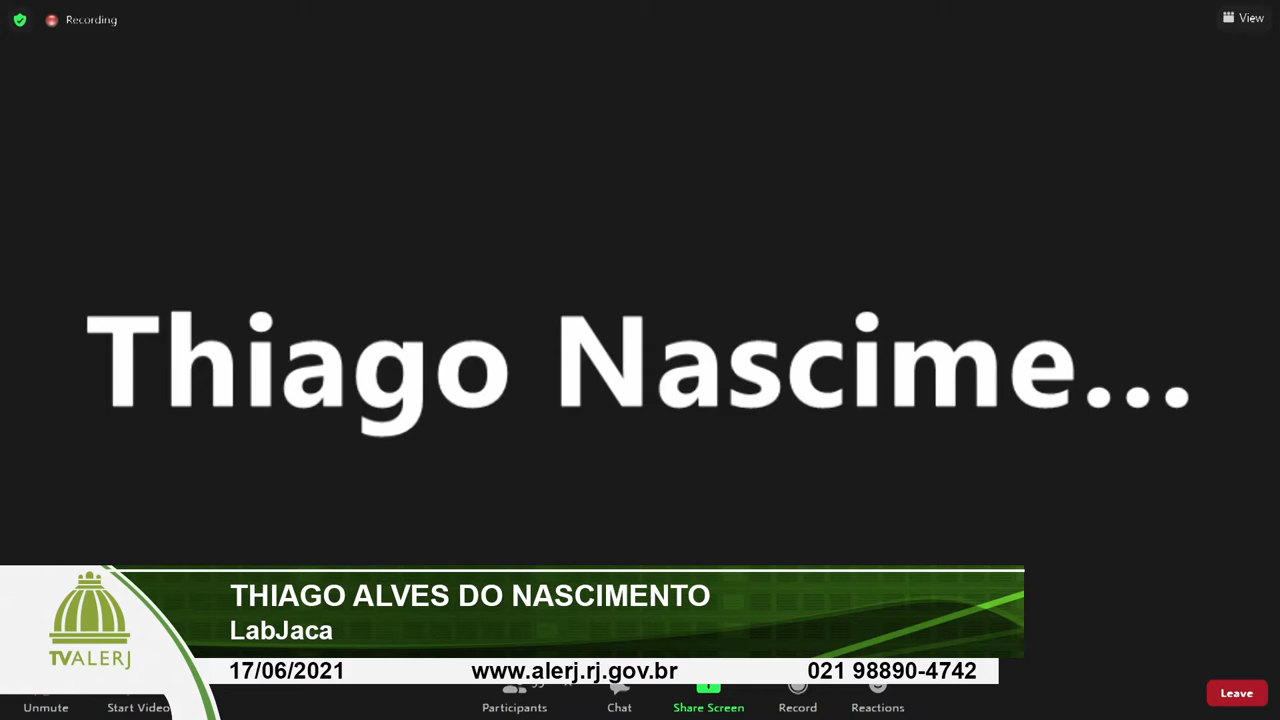 Recording
View
Thiago Nascime...
THIAGO ALVES DO NASCIMENTO
LabJaca
TVALERJ
17/06/2021 www.alerj.rj.gov.br 021 98890-4742
Unmute Start Video Participants Chat Share Screen Record Reactions Leave